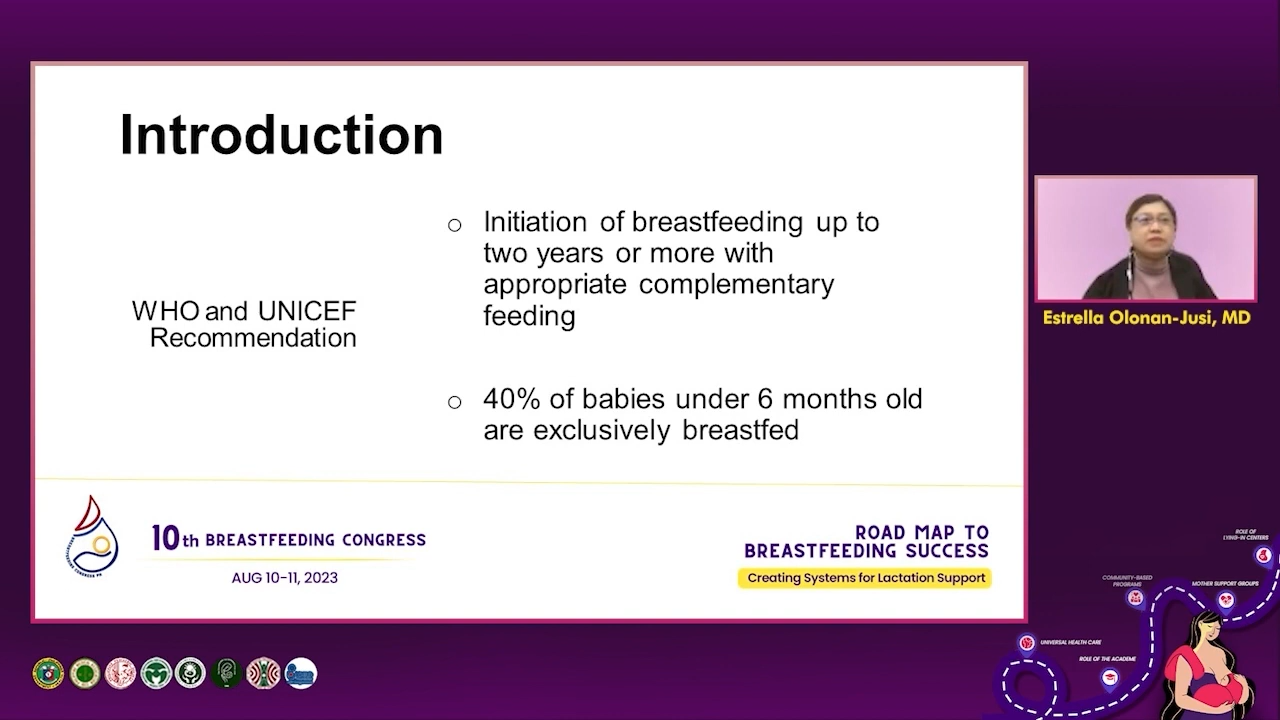 Introduction
WHO and UNICEF
Recommendation
Initiation of breastfeeding up to
two years or more with
appropriate complementary
feeding
40% of babies under 6 months old
are exclusively breastfed
Estrella Olonan-Jusi, MD
10th BREASTFEEDING CONGRESS
AUG 10-11, 2023
ROAD MAP TO
BREASTFEEDING SUCCESS
Creating Systems for Lactation Support
ROLE OF
LYING-IN CENTERS
COMMUNITY-BASED
PROGRAMS
MOTHER SUPPORT GROUPS
UNIVERSAL HEALTH CARE
ROLE OF THE ACADEME